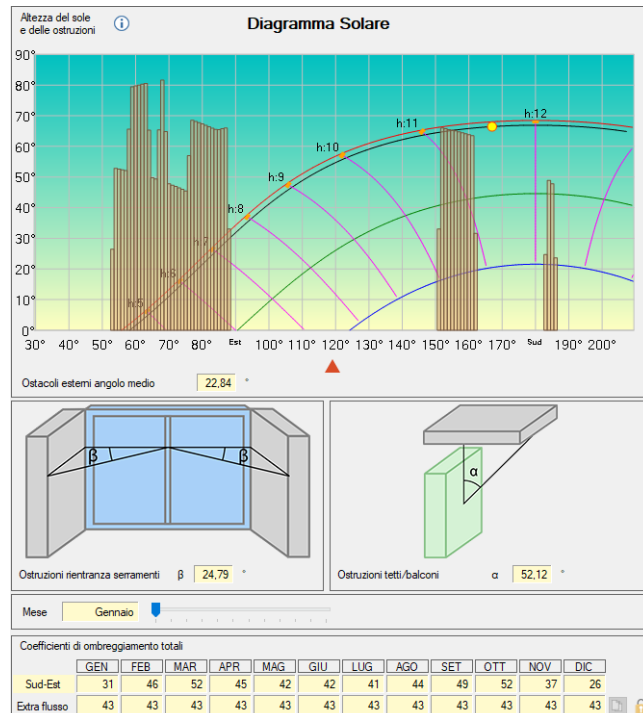 Altezza del sole
e delle ostruzioni
Diagramma Solare
90°
80°
70°
60°
50°
40°
30°
20°
10°
0°
h:5
h:6
h:7
h:8
h:9
h:10
h:11
h:12
30° 40° 50° 60° 70° 80° Est 100° 110° 120° 130° 140° 150° 160° 170° Sud 190° 200°
Ostacoli esterni angolo medio 22,84 °
β β
Ostruzioni rientranza serramenti β 24,79 °
α
Ostruzioni tetti/balconi α 52,12 °
Mese Gennaio
Coefficienti di ombreggiamento totali
GEN FEB MAR APR MAG GIU LUG AGO SET OTT NOV DIC
Sud-Est 31 46 52 45 42 42 41 44 49 52 37 26
Extra flusso 43 43 43 43 43 43 43 43 43 43 43 43